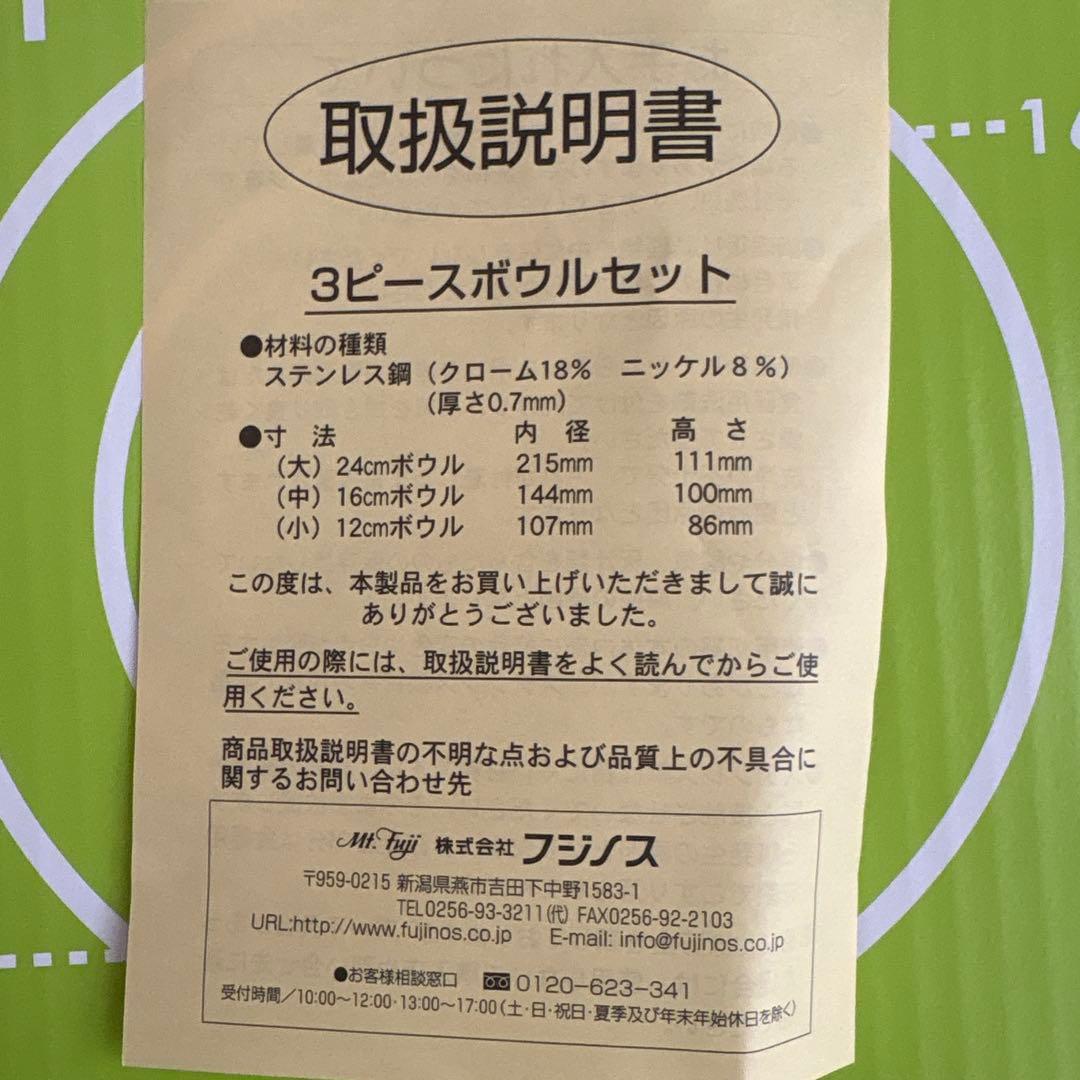 取扱説明書
3ピースボウルセット
●材料の種類
ステンレス鋼（クローム18%　ニッケル８％）
（厚さ0.7mm）
●寸　法　内　径　高　さ
（大）24cmボウル　215mm　111mm
（中）16cmボウル　144mm　100mm
（小）12cmボウル　107mm　86mm
この度は、本製品をお買い上げいただきまして誠に
ありがとうございました。
ご使用の際には、取扱説明書をよく読んでからご使
用ください。
商品取扱説明書の不明な点および品質上の不具合に
関するお問い合わせ先
Mt. Fuji 株式会社 フジノス
〒959-0215 新潟県燕市吉田下中野1583-1
TEL0256-93-3211(代) FAX0256-92-2103
URL:http://www.fujinos.co.jp　E-mail: info@fujinos.co.jp
●お客様相談窓口　0120-623-341
受付時間／10:00〜12:00・13:00〜17:00（土・日・祝日・夏季及び年末年始休日を除く）